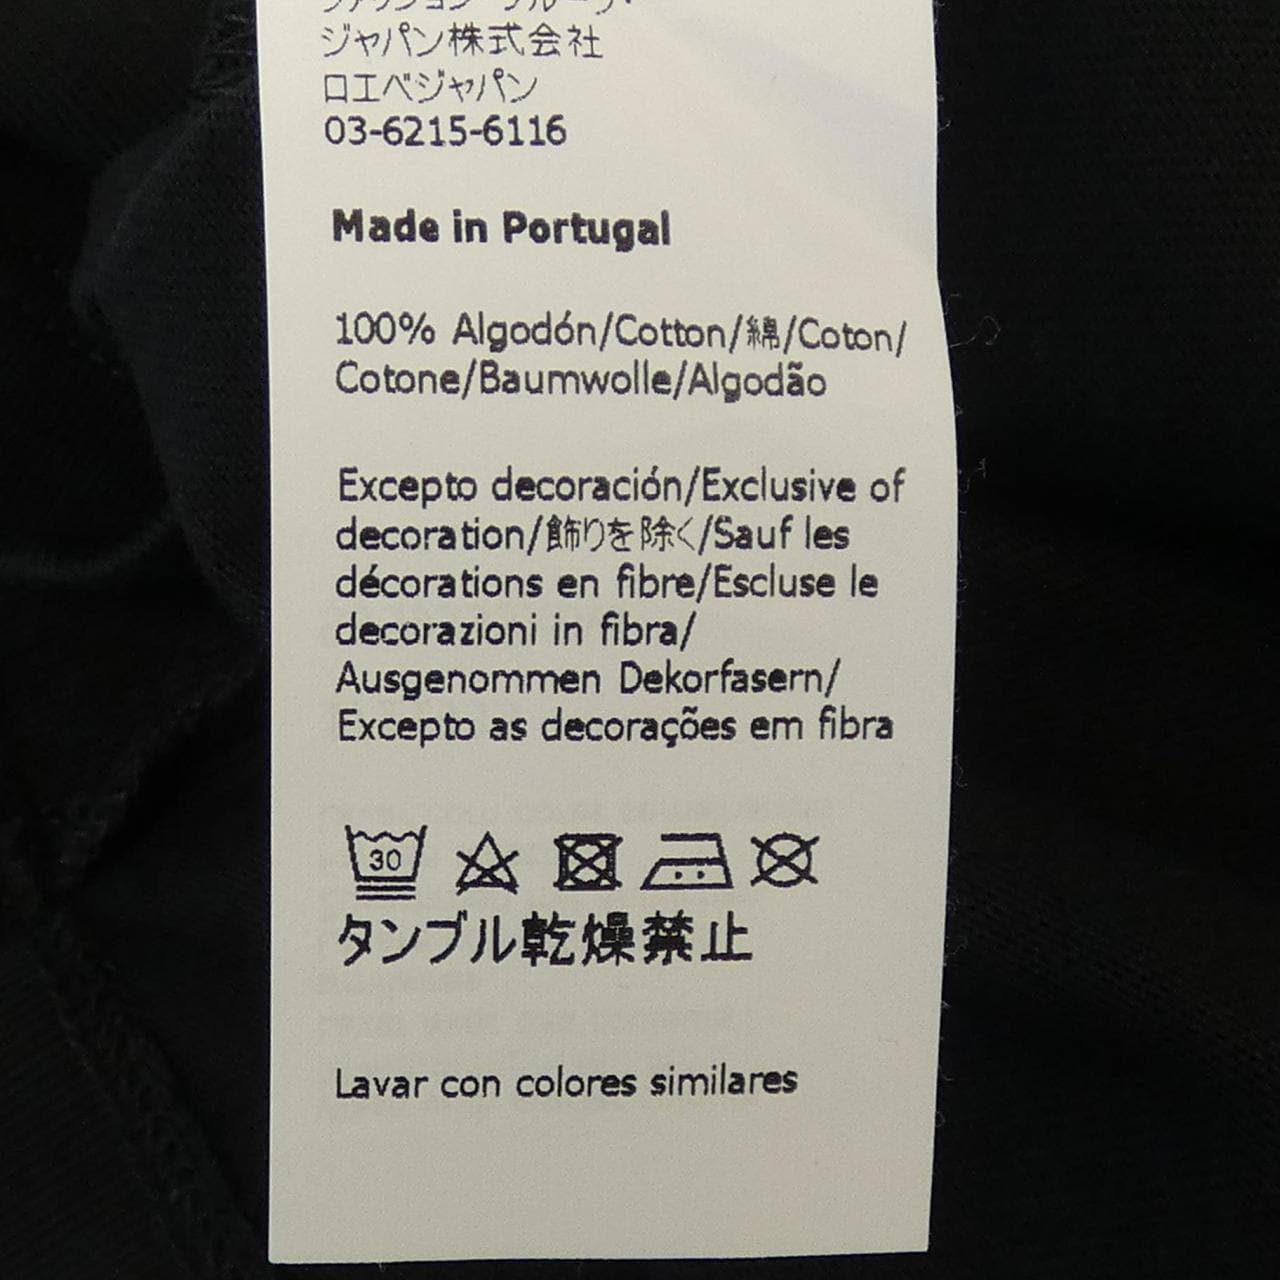 ジャパン株式会社
ロエベジャパン
03-6215-6116
Made in Portugal
100% Algodón/Cotton/綿/Coton/
Cotone/Baumwolle/Algodão
Excepto decoración/Exclusive of
decoration/飾りを除く/Sauf les
décorations en fibre/Escluse le
decorazioni in fibra/
Ausgenommen Dekorfasern/
Excepto as decorações em fibra
30
タンブル乾燥禁止
Lavar con colores similares